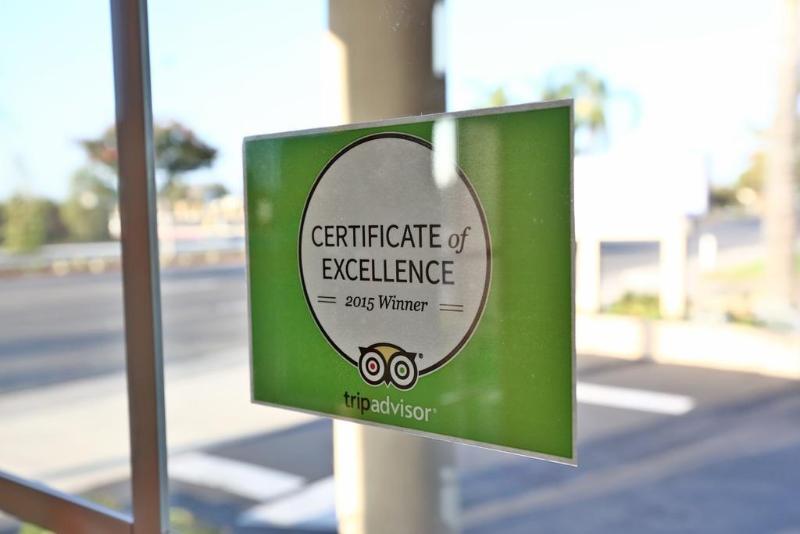 CERTIFICATE of
EXCELLENCE
2015 Winner
tripadvisor®